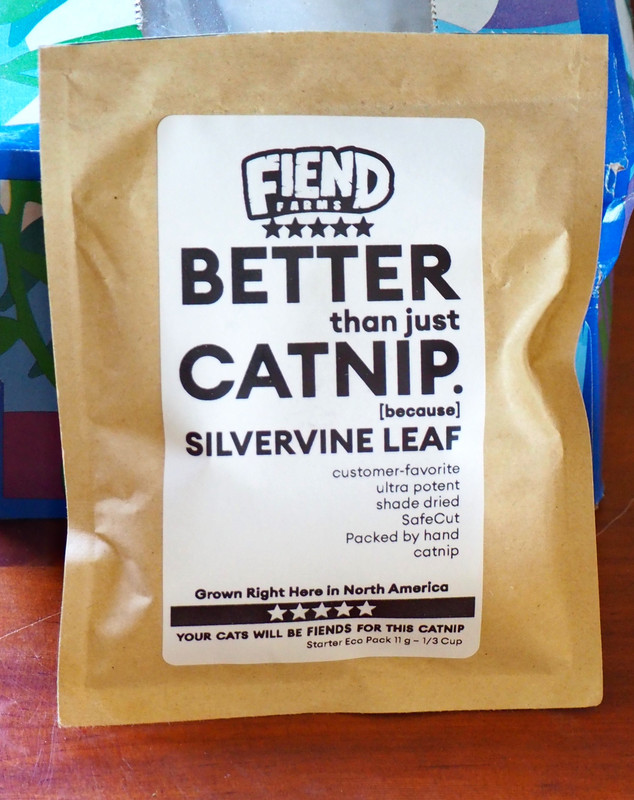 FIEND
FARMS
BETTER
than just
CATNIP.
[because]
SILVERVINE LEAF
customer-favorite
ultra potent
shade dried
SafeCut
Packed by hand
catnip
Grown Right Here in North America
YOUR CATS WILL BE FIENDS FOR THIS CATNIP
Starter Eco Pack 11 g – 1/3 Cup